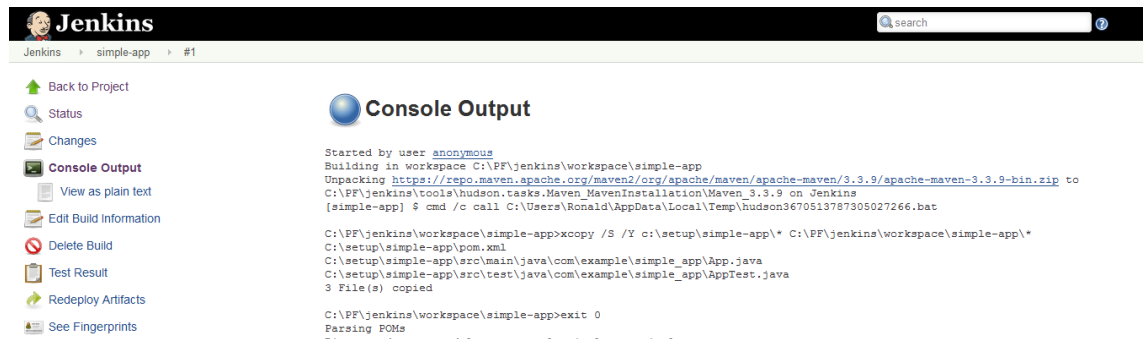 Jenkins
search
Jenkins simple-app #1
Back to Project
Status
Changes
Console Output
View as plain text
Edit Build Information
Delete Build
Test Result
Redeploy Artifacts
See Fingerprints
Console Output
Started by user anonymous
Building in workspace C:\PF\jenkins\workspace\simple-app
Unpacking https://repo.maven.apache.org/maven2/org/apache/maven/apache-maven/3.3.9/apache-maven-3.3.9-bin.zip to
C:\PF\jenkins\tools\hudson.tasks.Maven_MavenInstallation\Maven_3.3.9 on Jenkins
[simple-app] $ cmd /c call C:\Users\Ronald\AppData\Local\Temp\hudson3670513787305027266.bat
C:\PF\jenkins\workspace\simple-app>xcopy /S /Y c:\setup\simple-app\* C:\PF\jenkins\workspace\simple-app\*
C:\setup\simple-app\pom.xml
C:\setup\simple-app\src\main\java\com\example\simple_app\App.java
C:\setup\simple-app\src\test\java\com\example\simple_app\AppTest.java
3 File(s) copied
C:\PF\jenkins\workspace\simple-app>exit 0
Parsing POMs